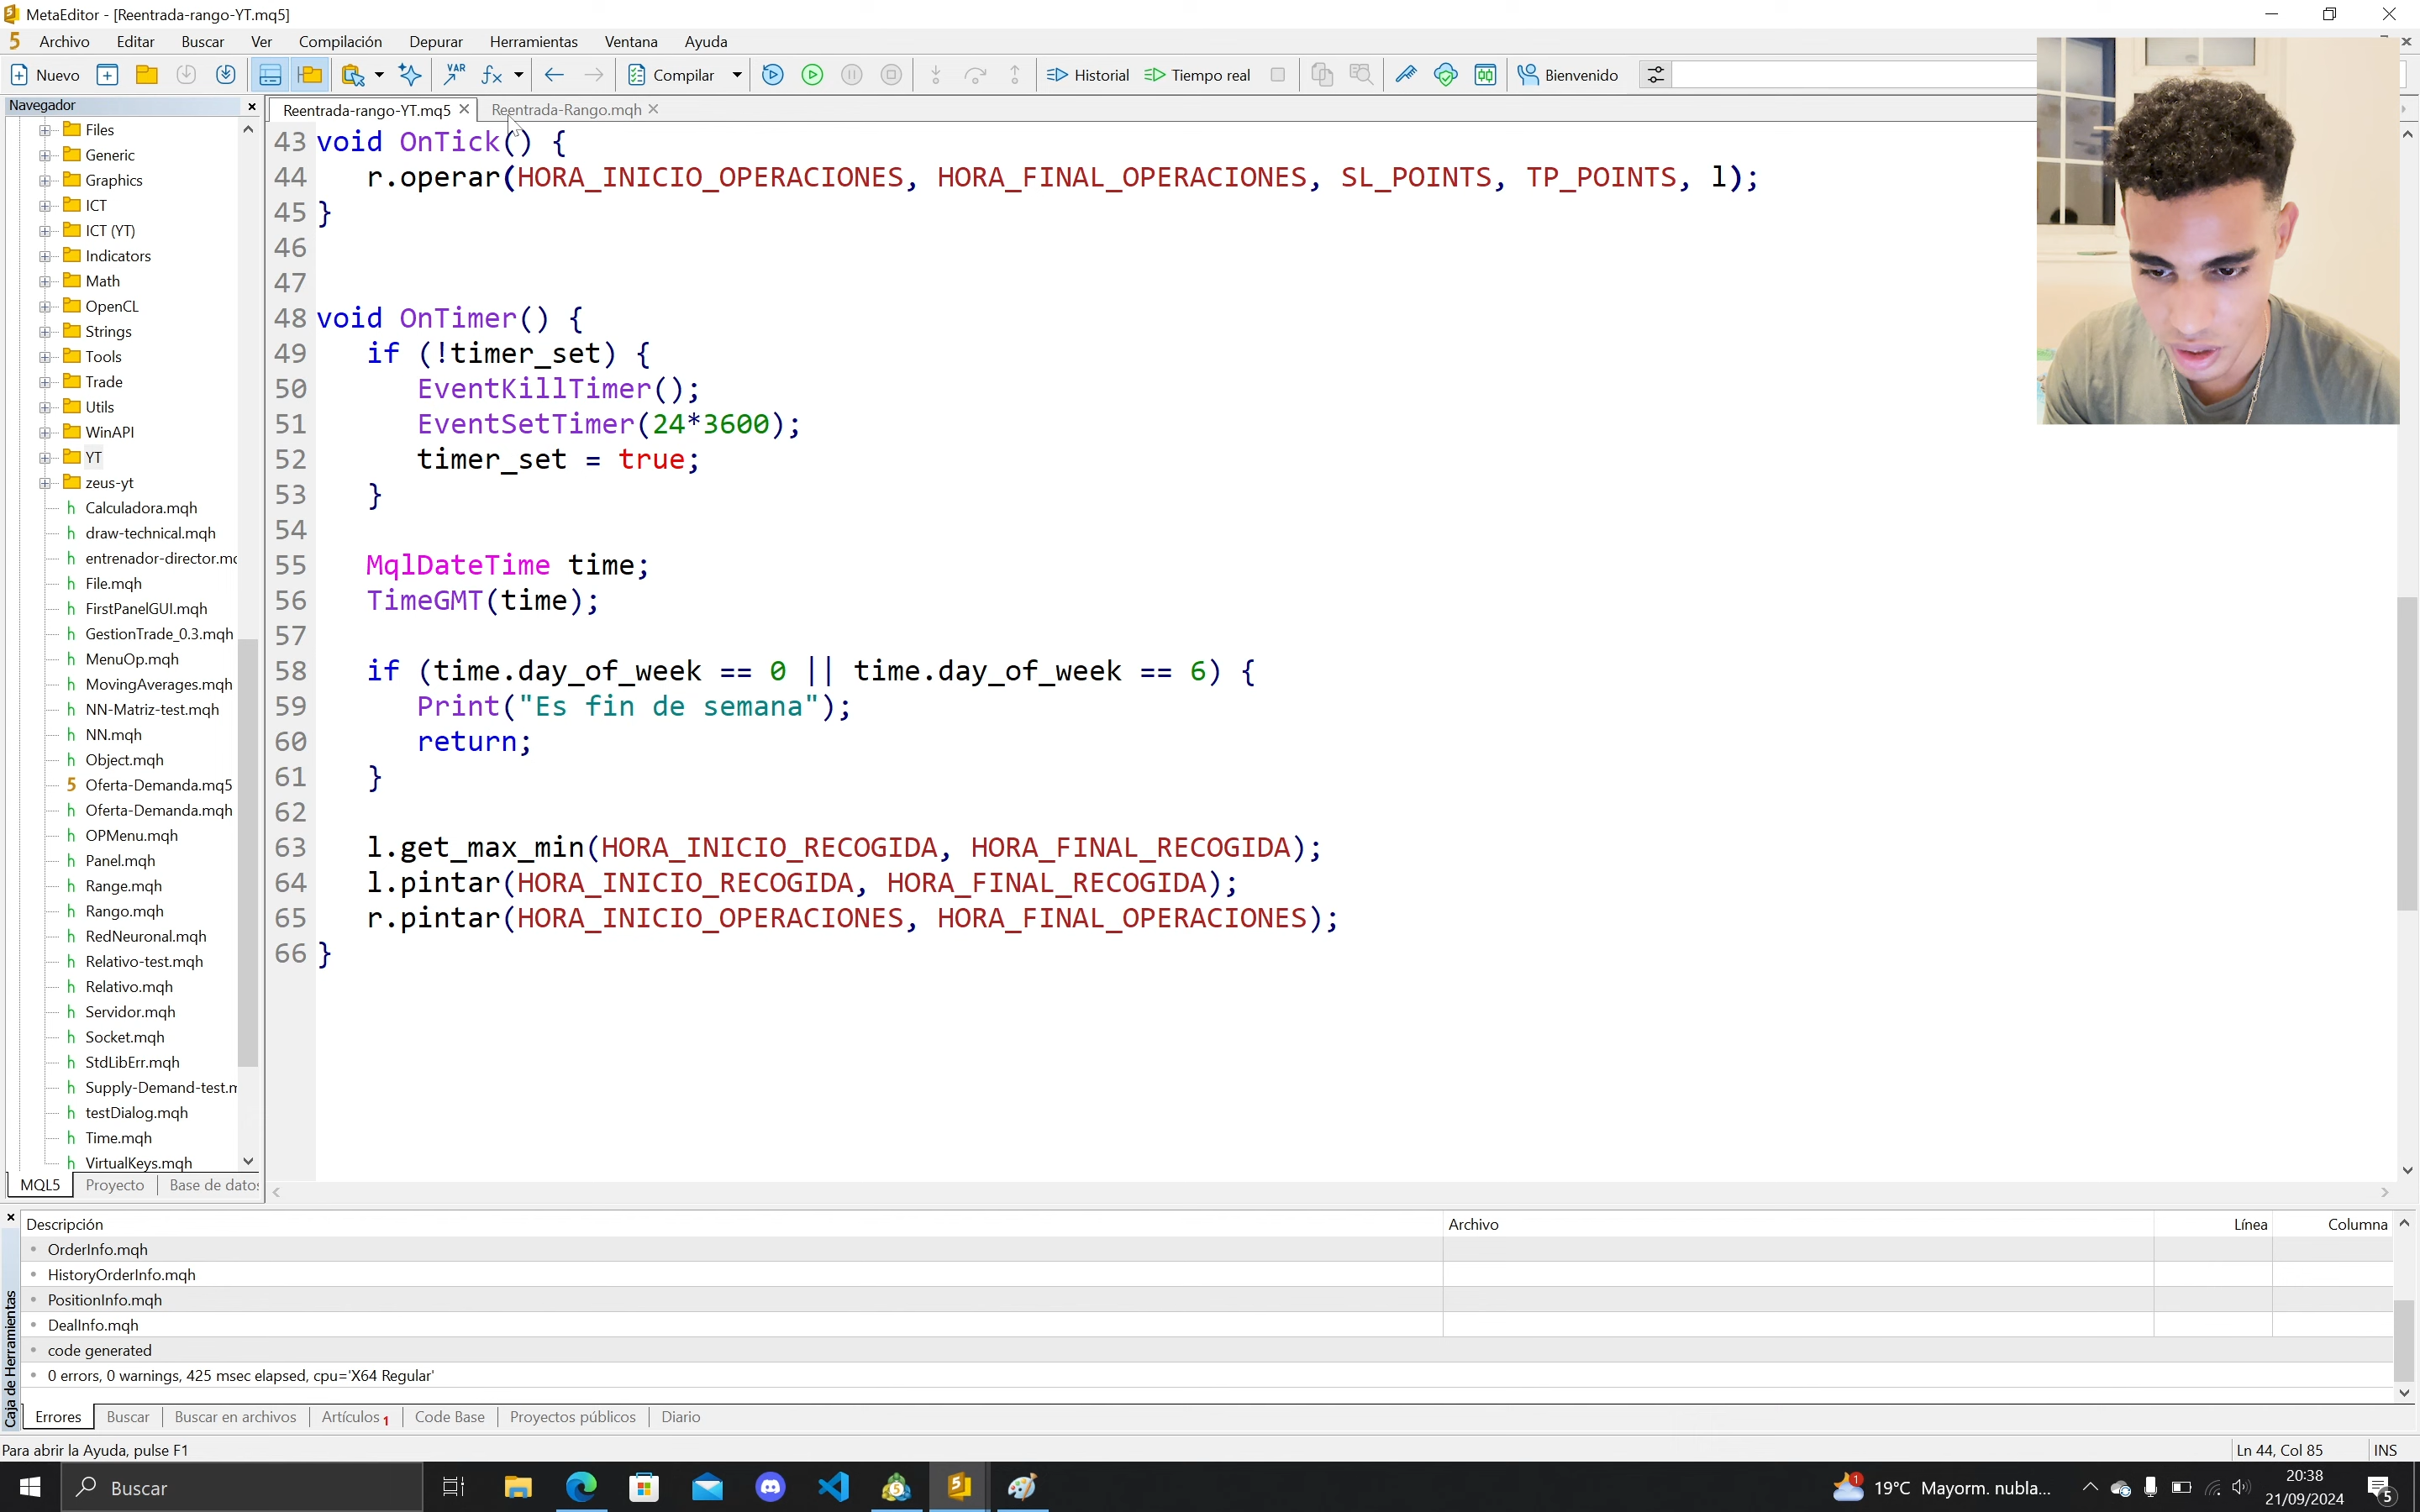 MetaEditor - [Reentrada-rango-YT.mq5]
Archivo Editar Buscar Ver Compilación Depurar Herramientas Ventana Ayuda
Nuevo VAR Compilar Historial Tiempo real Bienvenido
Navegador
Reentrada-rango-YT.mq5 Reentrada-Rango.mqh
Files
Generic
Graphics
ICT
ICT (YT)
Indicators
Math
OpenCL
Strings
Tools
Trade
Utils
WinAPI
YT
zeus-yt
Calculadora.mqh
draw-technical.mqh
entrenador-director.mq
File.mqh
FirstPanelGUI.mqh
GestionTrade_0.3.mqh
MenuOp.mqh
MovingAverages.mqh
NN-Matriz-test.mqh
NN.mqh
Object.mqh
Oferta-Demanda.mq5
Oferta-Demanda.mqh
OPMenu.mqh
Panel.mqh
Range.mqh
Rango.mqh
RedNeuronal.mqh
Relativo-test.mqh
Relativo.mqh
Servidor.mqh
Socket.mqh
StdLibErr.mqh
Supply-Demand-test.m
testDialog.mqh
Time.mqh
VirtualKeys.mqh
MQL5 Proyecto Base de datos
43 void OnTick() {
44 r.operar(HORA_INICIO_OPERACIONES, HORA_FINAL_OPERACIONES, SL_POINTS, TP_POINTS, l);
45 }
46
47
48 void OnTimer() {
49 if (!timer_set) {
50 EventKillTimer();
51 EventSetTimer(24*3600);
52 timer_set = true;
53 }
54
55 MqlDateTime time;
56 TimeGMT(time);
57
58 if (time.day_of_week == 0 || time.day_of_week == 6) {
59 Print("Es fin de semana");
60 return;
61 }
62
63 l.get_max_min(HORA_INICIO_RECOGIDA, HORA_FINAL_RECOGIDA);
64 l.pintar(HORA_INICIO_RECOGIDA, HORA_FINAL_RECOGIDA);
65 r.pintar(HORA_INICIO_OPERACIONES, HORA_FINAL_OPERACIONES);
66 }
Caja de Herramientas
Descripción Archivo Línea Columna
OrderInfo.mqh
HistoryOrderInfo.mqh
PositionInfo.mqh
DealInfo.mqh
code generated
0 errors, 0 warnings, 425 msec elapsed, cpu='X64 Regular'
Errores Buscar Buscar en archivos Artículos 1 Code Base Proyectos públicos Diario
Para abrir la Ayuda, pulse F1 Ln 44, Col 85 INS
Buscar 1 19°C Mayorm. nubla... 20:38
21/09/2024 5